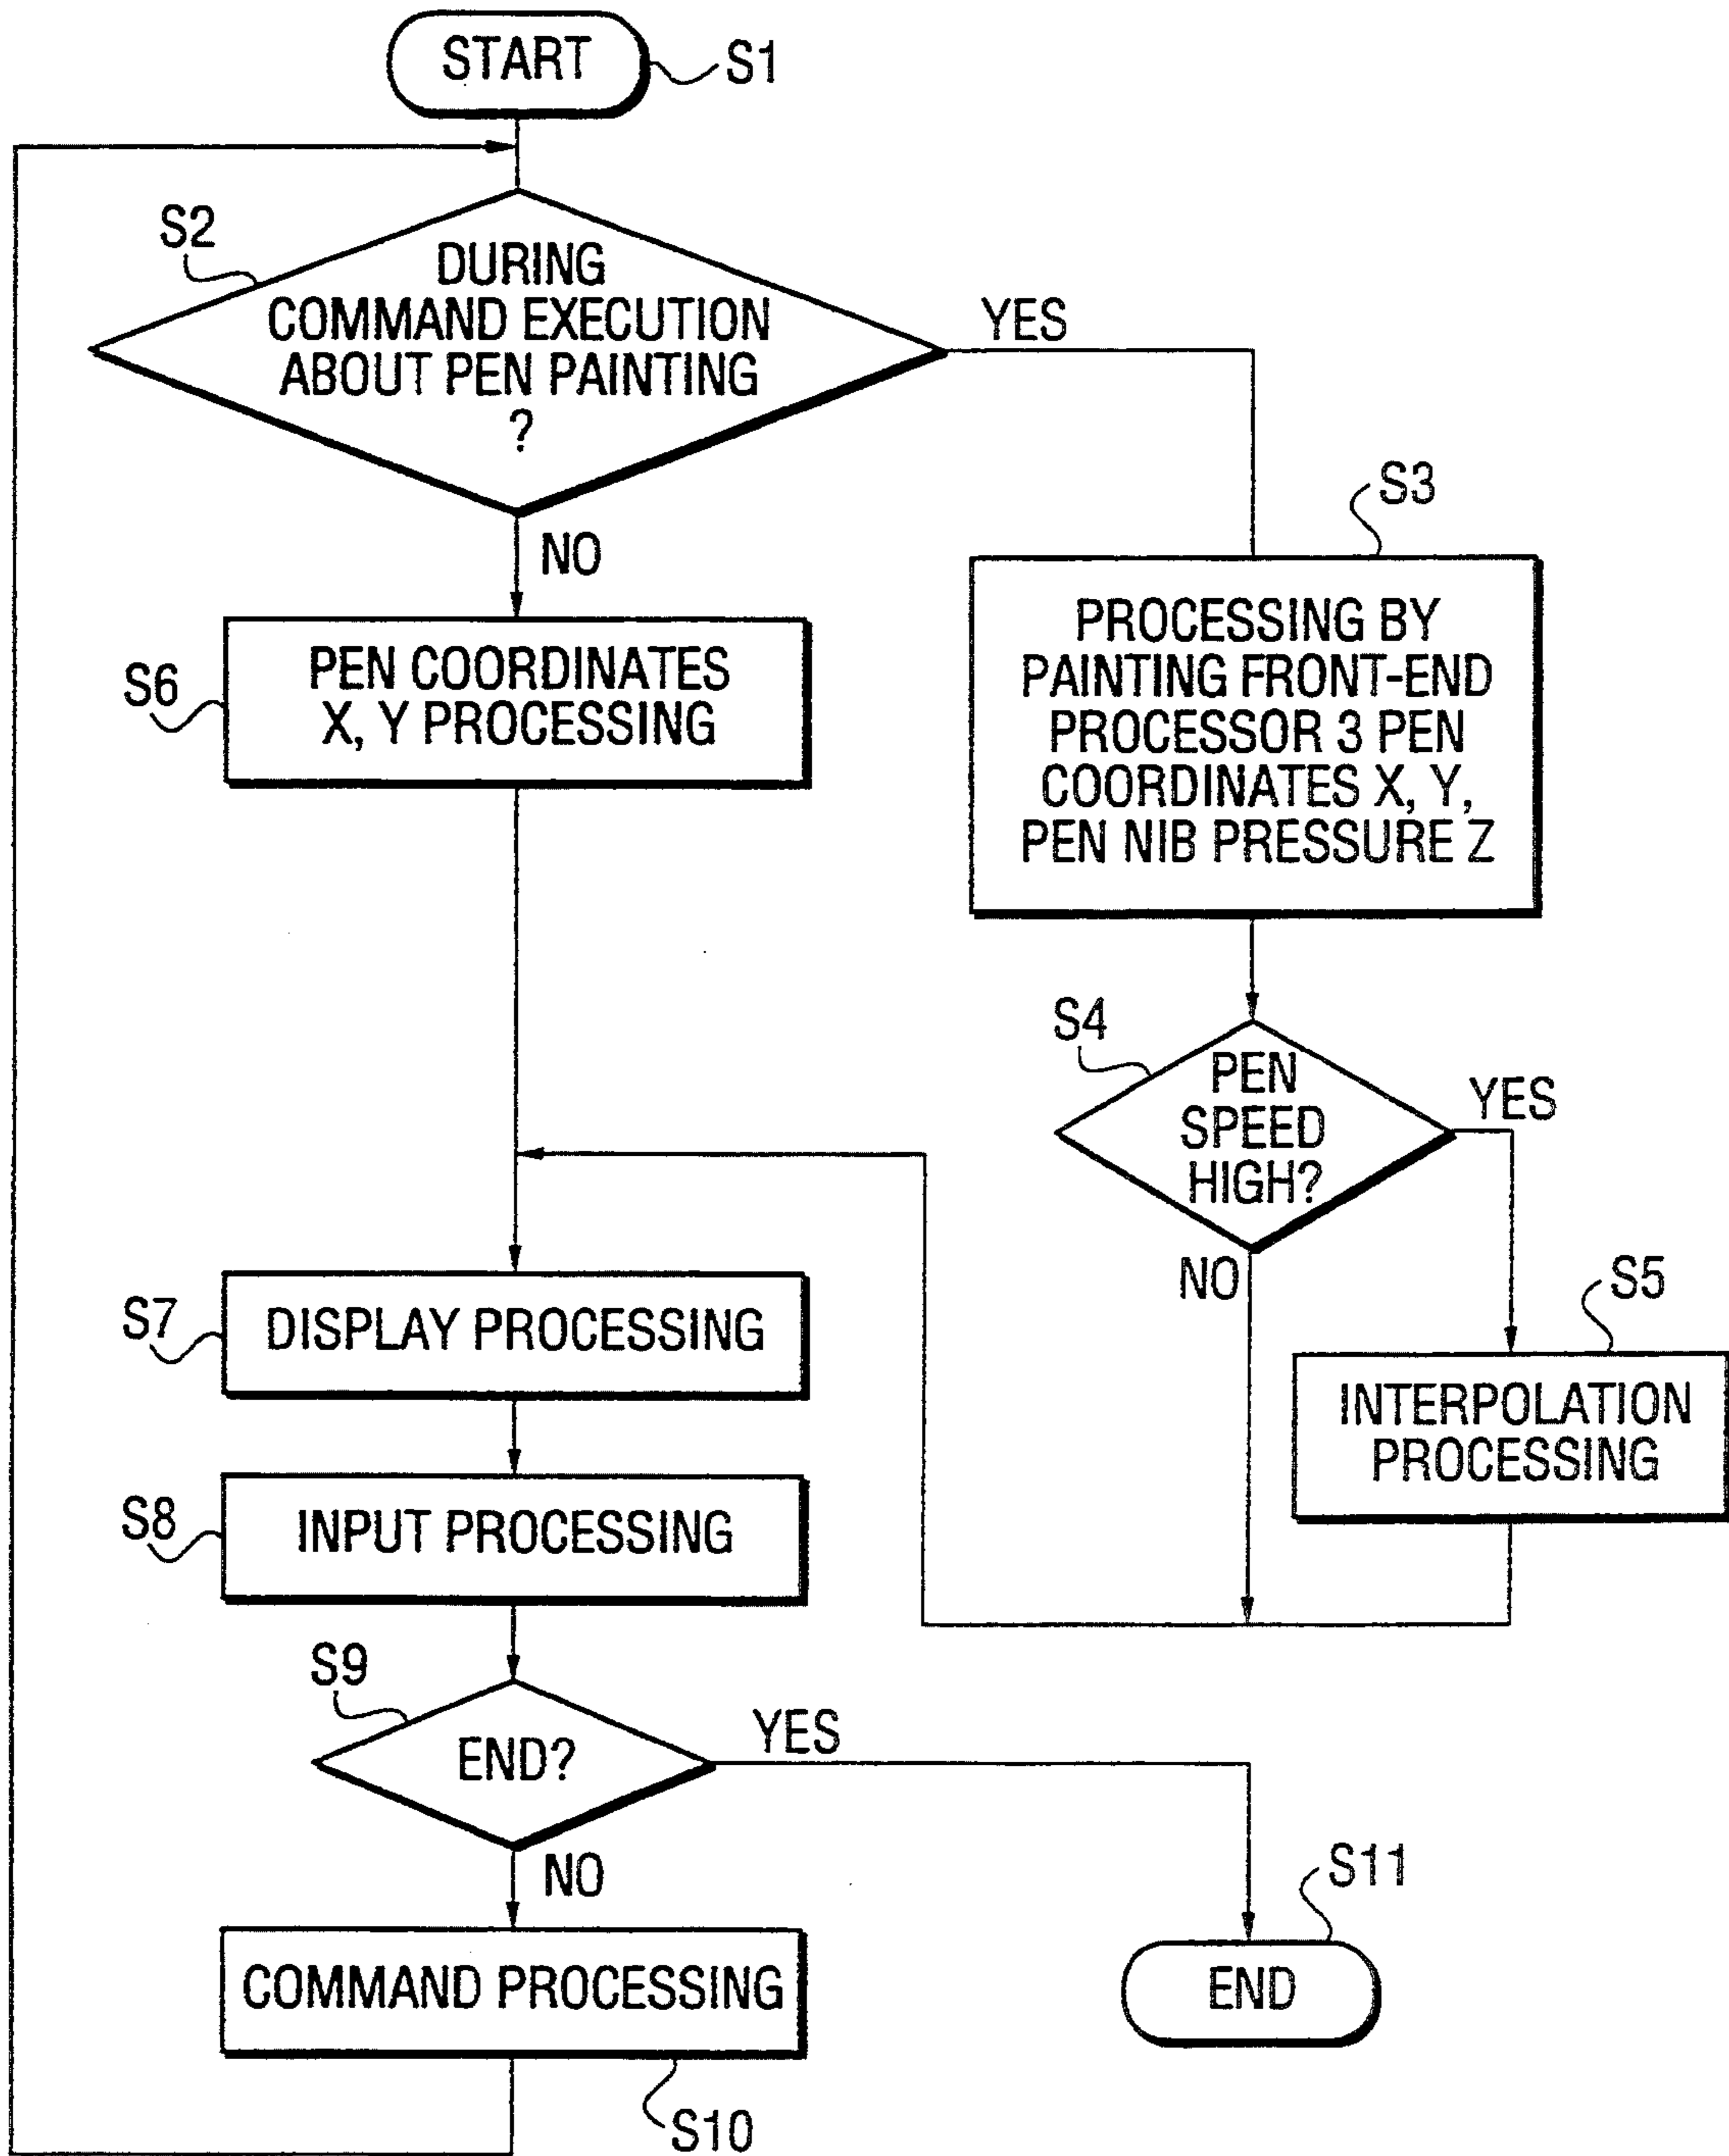 START
S1
S2
DURING
COMMAND EXECUTION
ABOUT PEN PAINTING
?
YES
NO
S3
PROCESSING BY
PAINTING FRONT-END
PROCESSOR 3 PEN
COORDINATES X, Y,
PEN NIB PRESSURE Z
S6
PEN COORDINATES
X, Y PROCESSING
S4
PEN
SPEED
HIGH?
YES
NO
S5
INTERPOLATION
PROCESSING
S7
DISPLAY PROCESSING
S8
INPUT PROCESSING
S9
END?
YES
NO
S11
END
COMMAND PROCESSING
S10